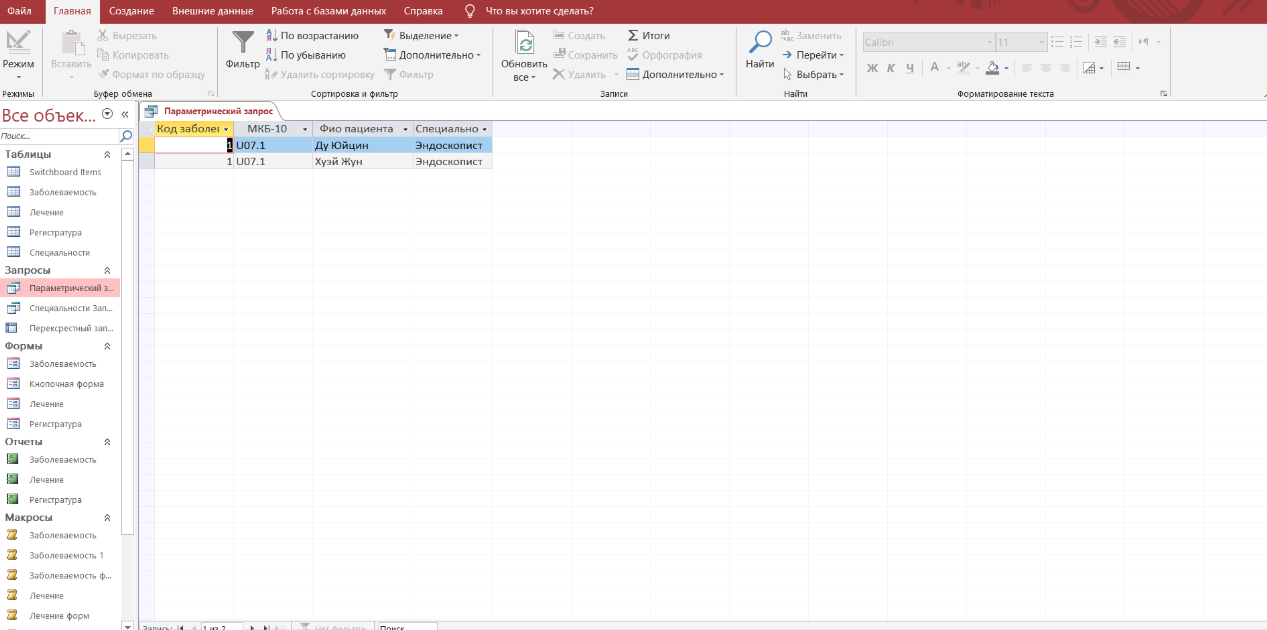 Файл Главная Создание Внешние данные Работа с базами данных Справка Что вы хотите сделать?
Режим
Режимы
Вставить
Вырезать
Копировать
Формат по образцу
Буфер обмена
Фильтр
По возрастанию
По убыванию
Удалить сортировку
Выделение
Дополнительно
Фильтр
Сортировка и фильтр
Обновить
все
Создать
Сохранить
Удалить
Итоги
Орфография
Дополнительно
Записи
Найти
Заменить
Перейти
Выбрать
Найти
Calibri 11
Ж К Ч
Форматирование текста
Все объек...
Поиск...
Таблицы
Switchboard Items
Заболеваемость
Лечение
Регистратура
Специальности
Запросы
Параметрический з...
Специальности Зап...
Перексрестный зап...
Формы
Заболеваемость
Кнопочная форма
Лечение
Регистратура
Отчеты
Заболеваемость
Лечение
Регистратура
Макросы
Заболеваемость
Заболеваемость 1
Заболеваемость ф...
Лечение
Лечение форм
Параметрический запрос
Код заболег МКБ-10 Фио пациента Специально
1 U07.1 Ду Юйцин Эндоскопист
1 U07.1 Хуэй Жун Эндоскопист
Запись: 1 из 2 Нет фильтра Поиск